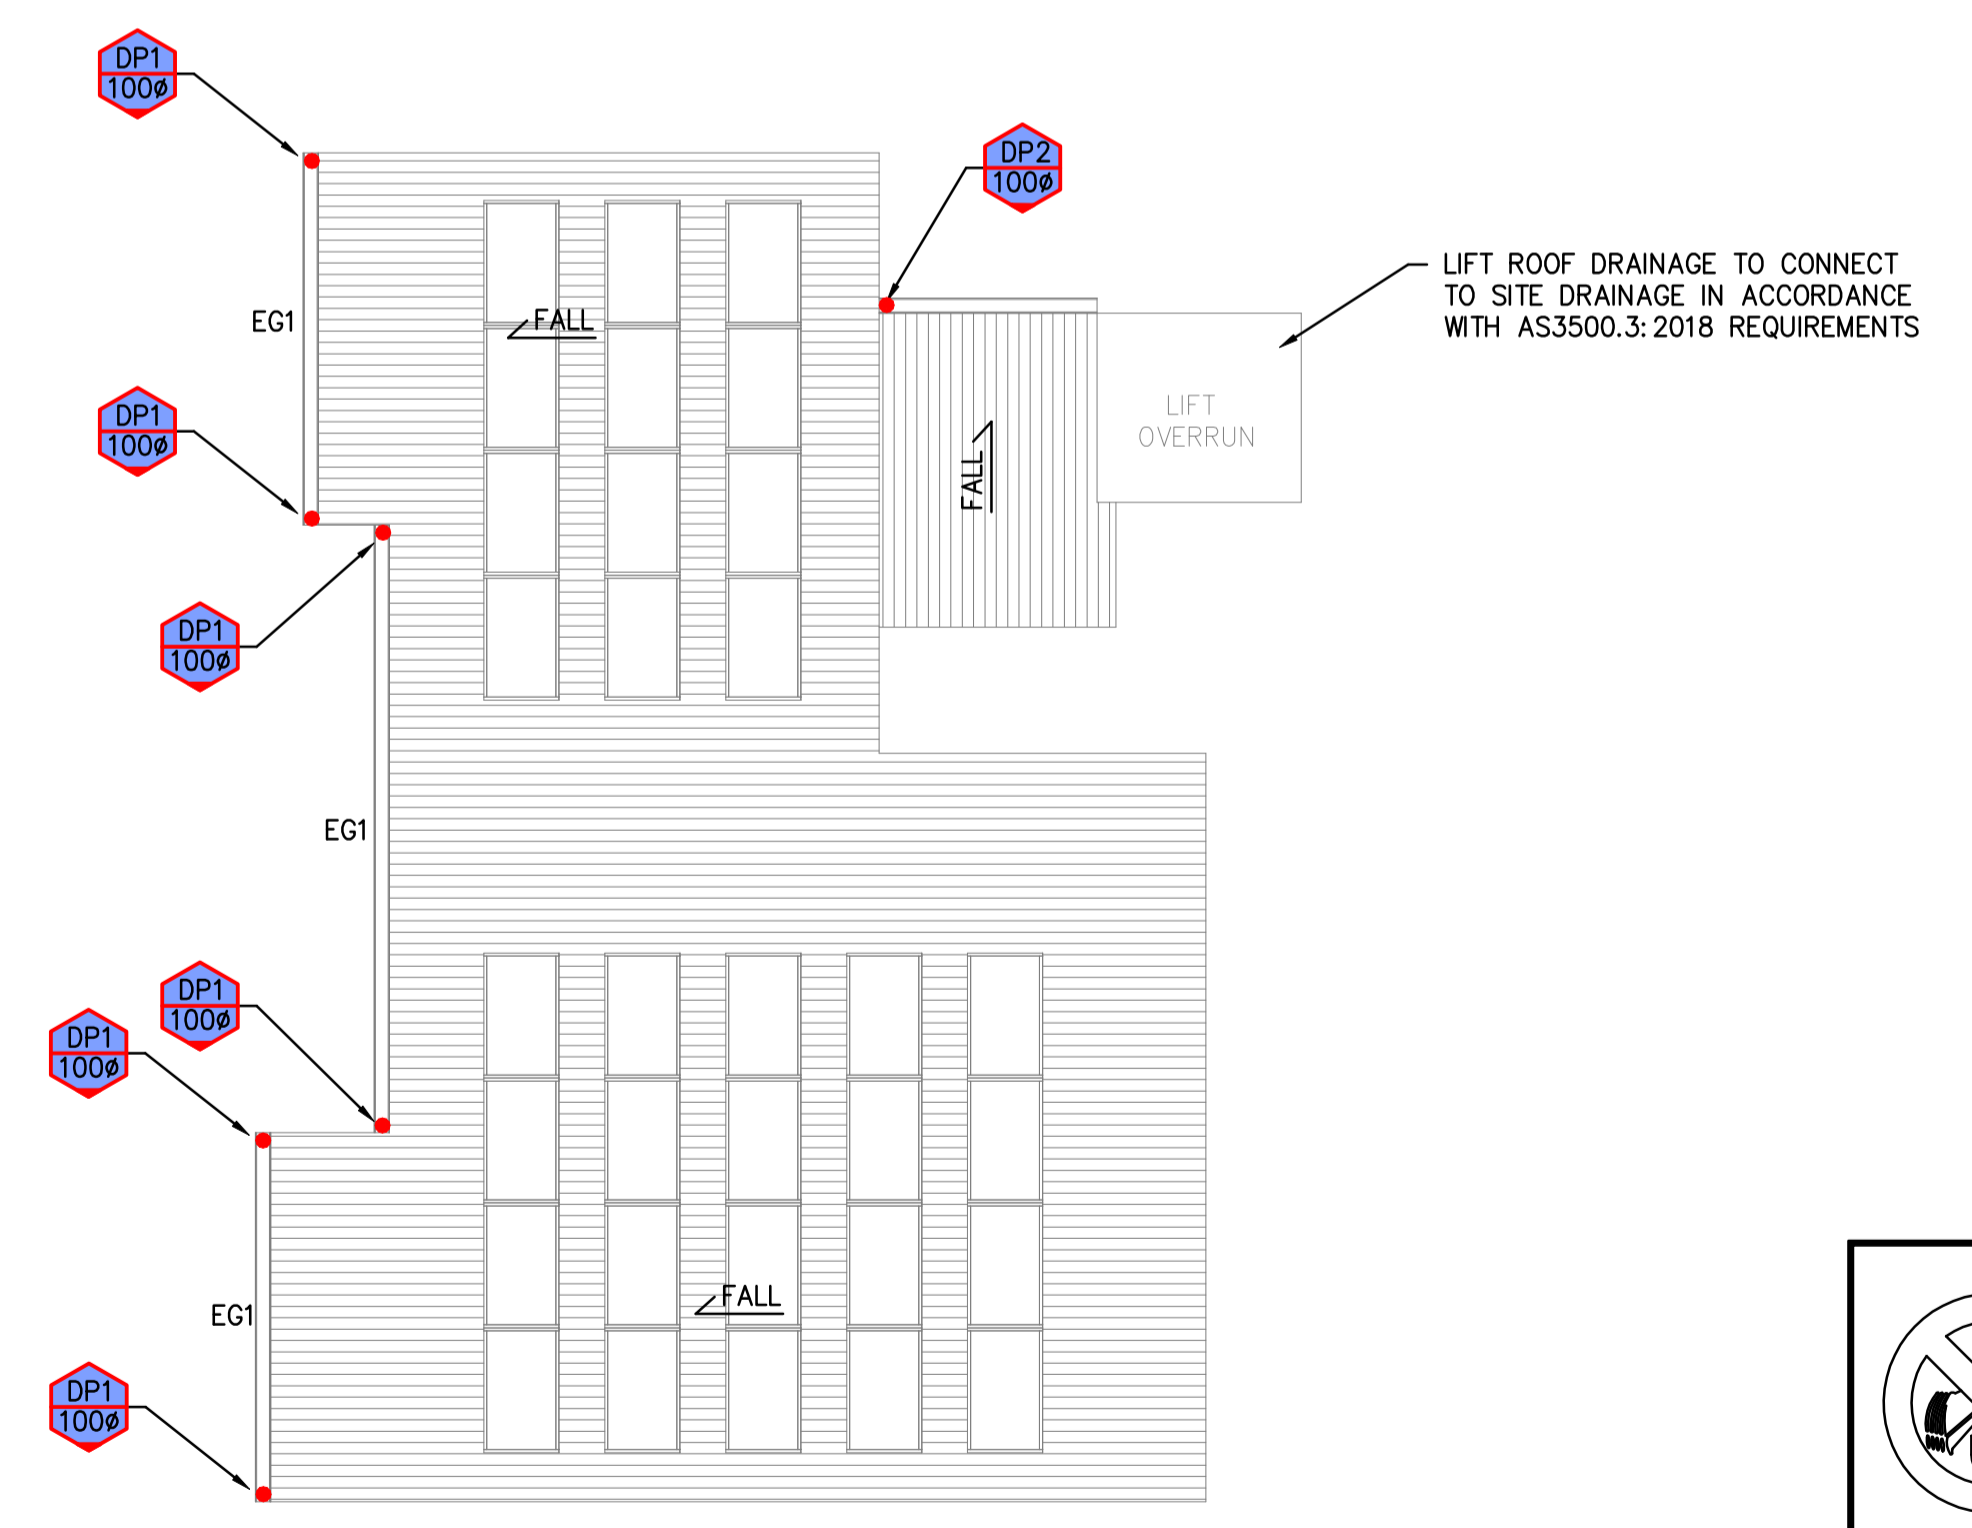 DP1
100ø
DP2
100ø
LIFT ROOF DRAINAGE TO CONNECT
TO SITE DRAINAGE IN ACCORDANCE
WITH AS3500.3:2018 REQUIREMENTS
EG1
FALL
DP1
100ø
LIFT
OVERRUN
FALL
DP1
100ø
EG1
DP1
100ø
DP1
100ø
EG1
FALL
DP1
100ø